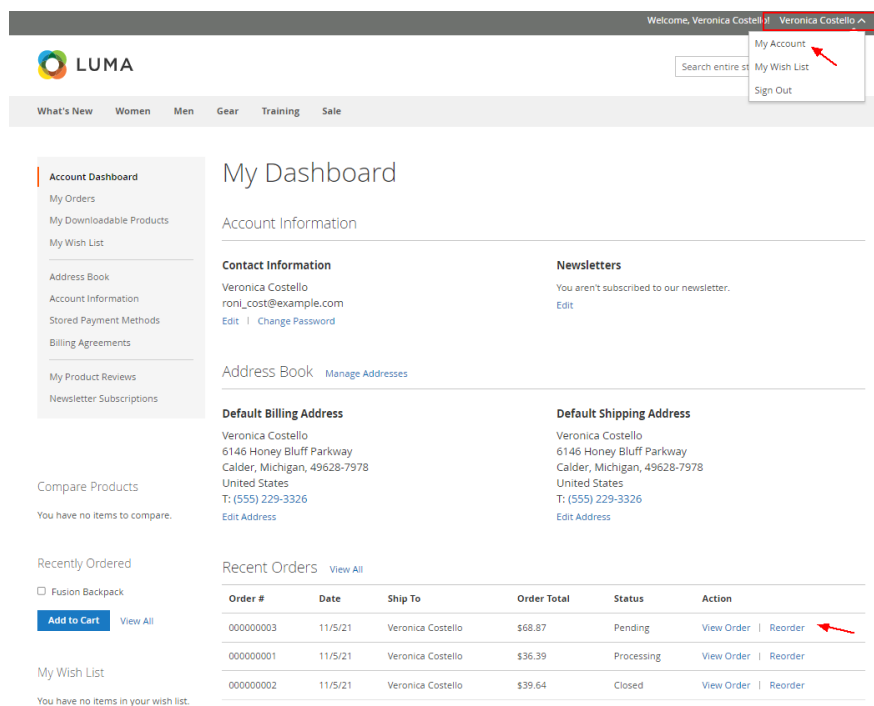 Welcome, Veronica Costello! Veronica Costello
My Account
LUMA
Search entire st
My Wish List
Sign Out
What's New Women Men Gear Training Sale
Account Dashboard
My Orders
My Downloadable Products
My Wish List
Address Book
Account Information
Stored Payment Methods
Billing Agreements
My Product Reviews
Newsletter Subscriptions
Compare Products
You have no items to compare.
Recently Ordered
Fusion Backpack
Add to Cart View All
My Wish List
You have no items in your wish list.
My Dashboard
Account Information
Contact Information
Veronica Costello
roni_cost@example.com
Edit | Change Password
Newsletters
You aren't subscribed to our newsletter.
Edit
Address Book Manage Addresses
Default Billing Address
Veronica Costello
6146 Honey Bluff Parkway
Calder, Michigan, 49628-7978
United States
T: (555) 229-3326
Edit Address
Default Shipping Address
Veronica Costello
6146 Honey Bluff Parkway
Calder, Michigan, 49628-7978
United States
T: (555) 229-3326
Edit Address
Recent Orders View All
Order # Date Ship To Order Total Status Action
000000003 11/5/21 Veronica Costello $68.87 Pending View Order | Reorder
000000001 11/5/21 Veronica Costello $36.39 Processing View Order | Reorder
000000002 11/5/21 Veronica Costello $39.64 Closed View Order | Reorder